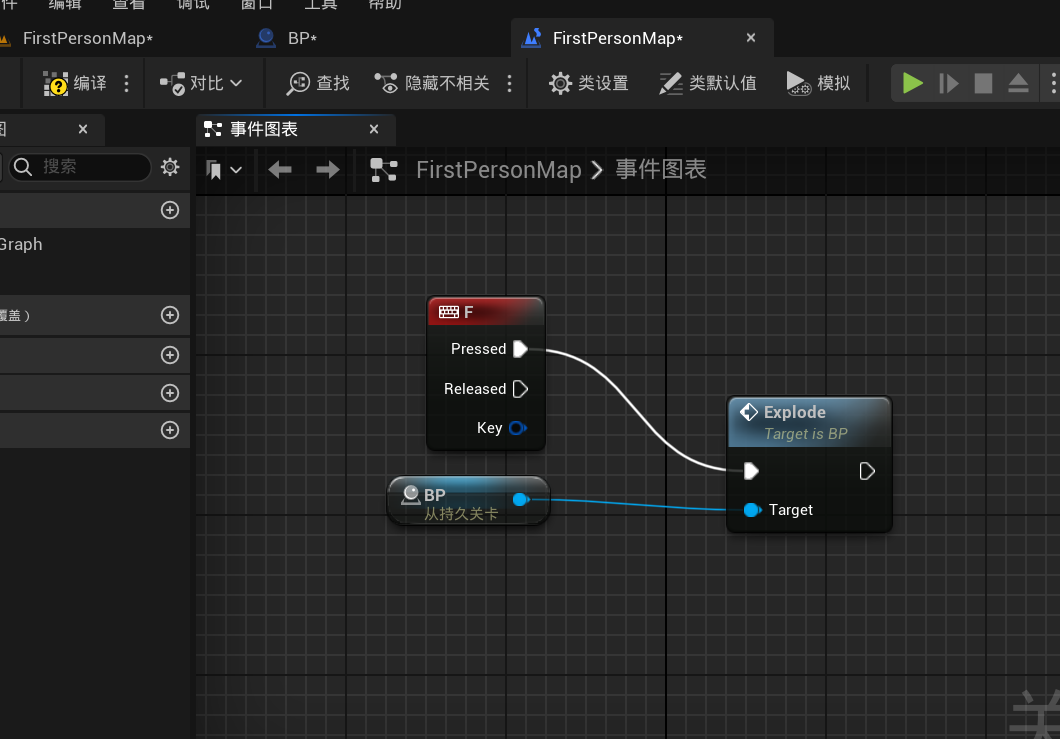 件 编辑 查看 调试 窗口 工具 帮助
FirstPersonMap* BP* FirstPersonMap*
编译 对比 查找 隐藏不相关 类设置 类默认值 模拟
图 事件图表
搜索 FirstPersonMap 事件图表
Graph
覆盖）
F
Pressed
Released
Key
Explode
Target is BP
BP
从持久关卡
Target
关